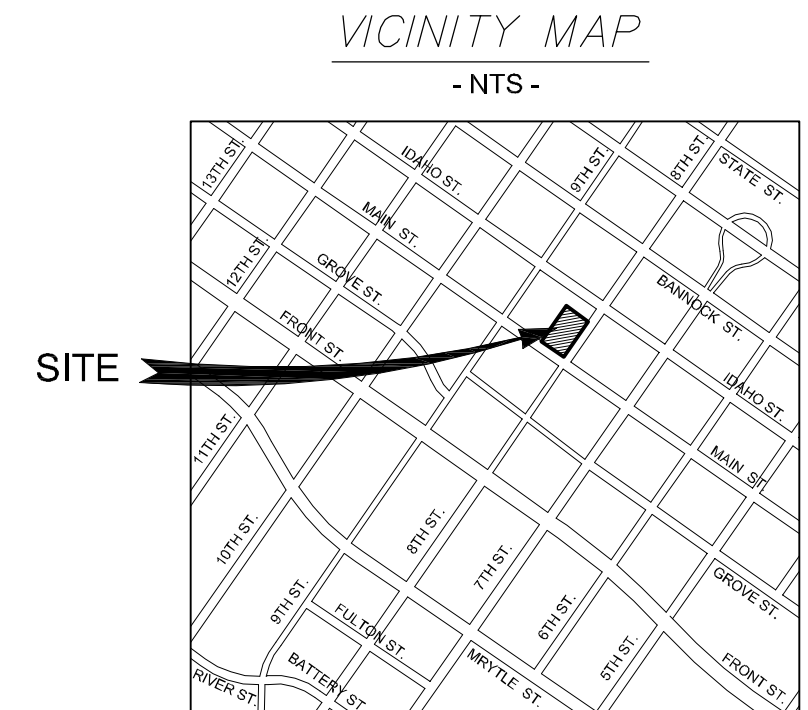 VICINITY MAP
- NTS -
13TH ST.
IDAHO ST.
9TH ST.
8TH ST.
STATE ST.
MAIN ST.
12TH ST.
GROVE ST.
BANNOCK ST.
FRONT ST.
SITE
IDAHO ST.
11TH ST.
MAIN ST.
10TH ST.
8TH ST.
7TH ST.
GROVE ST.
9TH ST.
FULTON ST.
6TH ST.
5TH ST.
FRONT ST.
RIVER ST.
BATTERY ST.
MRYTLE ST.